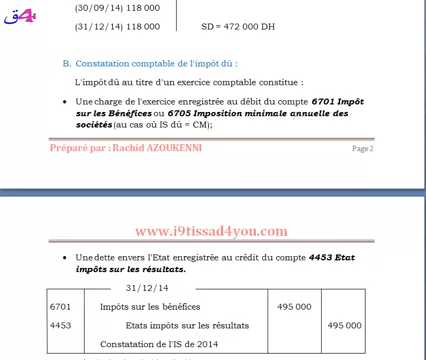 ق4
(30/09/14) 118 000
(31/12/14) 118 000 SD = 472 000 DH
B. Constatation comptable de l'impôt dû :
L'impôt dû au titre d'un exercice comptable constitue :
• Une charge de l'exercice enregistrée au débit du compte 6701 Impôt
sur les Bénéfices ou 6705 Imposition minimale annuelle des
sociétés (au cas où IS dû = CM);
Préparé par : Rachid AZOUKENNI Page 2
www.i9tissad4you.com
• Une dette envers l'Etat enregistrée au crédit du compte 4453 Etat
impôts sur les résultats.
31/12/14
6701 Impôts sur les bénéfices 495 000
4453 Etats impôts sur les résultats 495 000
Constatation de l'IS de 2014